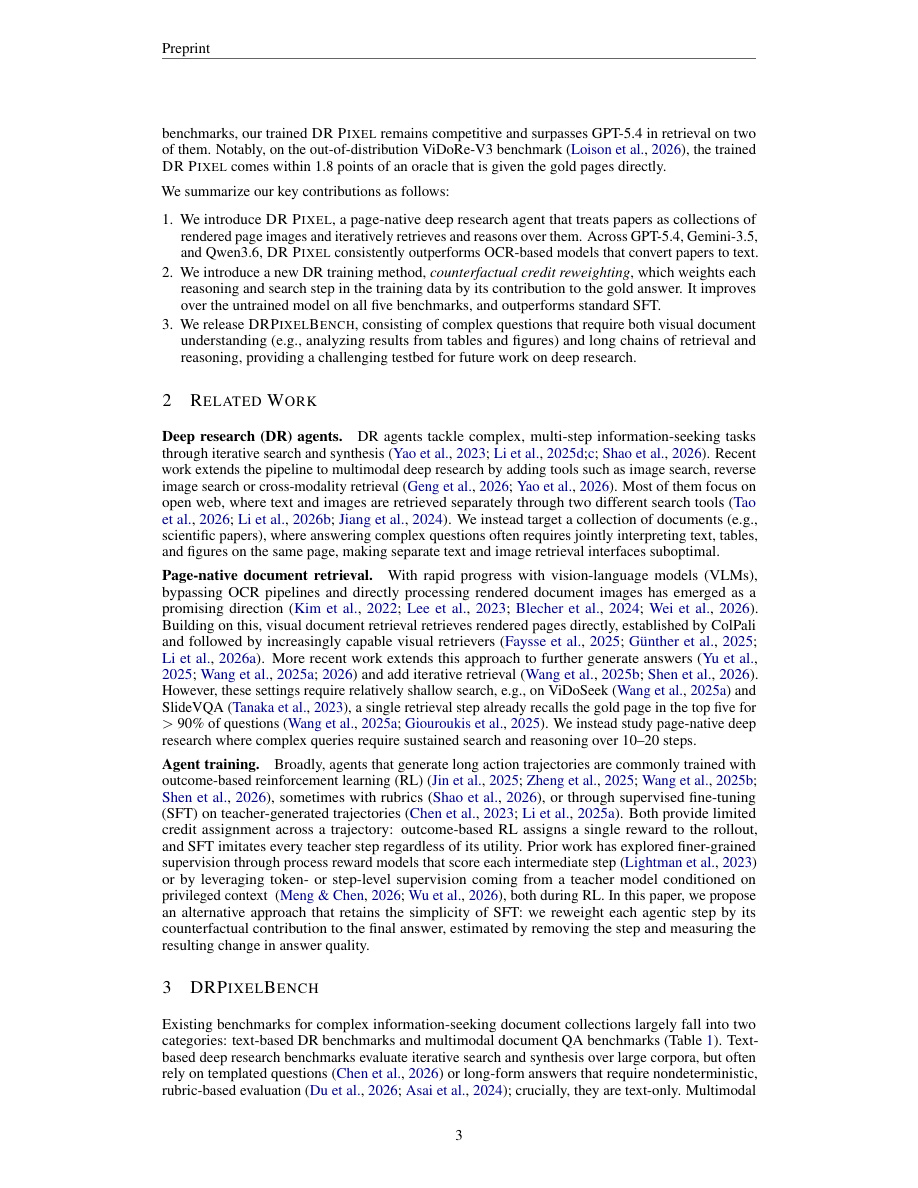 Preprint
benchmarks, our trained DR PIXEL remains competitive and surpasses GPT-5.4 in retrieval on two
of them. Notably, on the out-of-distribution ViDoRe-V3 benchmark (Loison et al., 2026), the trained
DR PIXEL comes within 1.8 points of an oracle that is given the gold pages directly.
We summarize our key contributions as follows:
1. We introduce DR PIXEL, a page-native deep research agent that treats papers as collections of
rendered page images and iteratively retrieves and reasons over them. Across GPT-5.4, Gemini-3.5,
and Qwen3.6, DR PIXEL consistently outperforms OCR-based models that convert papers to text.
2. We introduce a new DR training method, counterfactual credit reweighting, which weights each
reasoning and search step in the training data by its contribution to the gold answer. It improves
over the untrained model on all five benchmarks, and outperforms standard SFT.
3. We release DRPIXELBENCH, consisting of complex questions that require both visual document
understanding (e.g., analyzing results from tables and figures) and long chains of retrieval and
reasoning, providing a challenging testbed for future work on deep research.
2 RELATED WORK
Deep research (DR) agents. DR agents tackle complex, multi-step information-seeking tasks
through iterative search and synthesis (Yao et al., 2023; Li et al., 2025d;c; Shao et al., 2026). Recent
work extends the pipeline to multimodal deep research by adding tools such as image search, reverse
image search or cross-modality retrieval (Geng et al., 2026; Yao et al., 2026). Most of them focus on
open web, where text and images are retrieved separately through two different search tools (Tao
et al., 2026; Li et al., 2026b; Jiang et al., 2024). We instead target a collection of documents (e.g.,
scientific papers), where answering complex questions often requires jointly interpreting text, tables,
and figures on the same page, making separate text and image retrieval interfaces suboptimal.
Page-native document retrieval. With rapid progress with vision-language models (VLMs),
bypassing OCR pipelines and directly processing rendered document images has emerged as a
promising direction (Kim et al., 2022; Lee et al., 2023; Blecher et al., 2024; Wei et al., 2026).
Building on this, visual document retrieval retrieves rendered pages directly, established by ColPali
and followed by increasingly capable visual retrievers (Faysse et al., 2025; Günther et al., 2025;
Li et al., 2026a). More recent work extends this approach to further generate answers (Yu et al.,
2025; Wang et al., 2025a; 2026) and add iterative retrieval (Wang et al., 2025b; Shen et al., 2026).
However, these settings require relatively shallow search, e.g., on ViDoSeek (Wang et al., 2025a) and
SlideVQA (Tanaka et al., 2023), a single retrieval step already recalls the gold page in the top five for
> 90% of questions (Wang et al., 2025a; Giouroukis et al., 2025). We instead study page-native deep
research where complex queries require sustained search and reasoning over 10–20 steps.
Agent training. Broadly, agents that generate long action trajectories are commonly trained with
outcome-based reinforcement learning (RL) (Jin et al., 2025; Zheng et al., 2025; Wang et al., 2025b;
Shen et al., 2026), sometimes with rubrics (Shao et al., 2026), or through supervised fine-tuning
(SFT) on teacher-generated trajectories (Chen et al., 2023; Li et al., 2025a). Both provide limited
credit assignment across a trajectory: outcome-based RL assigns a single reward to the rollout,
and SFT imitates every teacher step regardless of its utility. Prior work has explored finer-grained
supervision through process reward models that score each intermediate step (Lightman et al., 2023)
or by leveraging token- or step-level supervision coming from a teacher model conditioned on
privileged context (Meng & Chen, 2026; Wu et al., 2026), both during RL. In this paper, we propose
an alternative approach that retains the simplicity of SFT: we reweight each agentic step by its
counterfactual contribution to the final answer, estimated by removing the step and measuring the
resulting change in answer quality.
3 DRPIXELBENCH
Existing benchmarks for complex information-seeking document collections largely fall into two
categories: text-based DR benchmarks and multimodal document QA benchmarks (Table 1). Text-
based deep research benchmarks evaluate iterative search and synthesis over large corpora, but often
rely on templated questions (Chen et al., 2026) or long-form answers that require nondeterministic,
rubric-based evaluation (Du et al., 2026; Asai et al., 2024); crucially, they are text-only. Multimodal
3